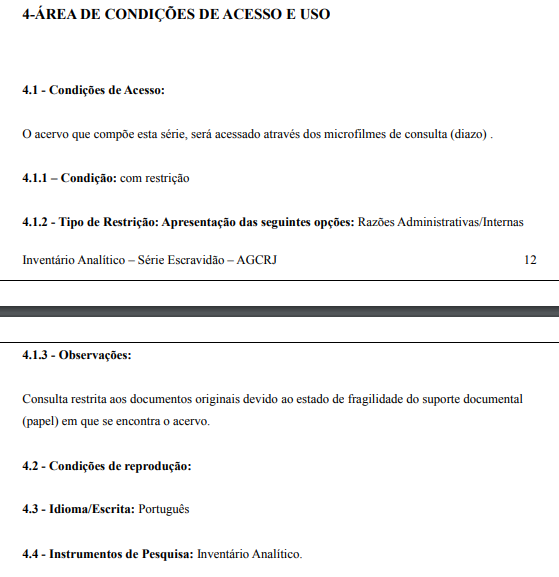 4-ÁREA DE CONDIÇÕES DE ACESSO E USO
4.1 - Condições de Acesso:
O acervo que compõe esta série, será acessado através dos microfilmes de consulta (diazo) .
4.1.1 – Condição: com restrição
4.1.2 - Tipo de Restrição: Apresentação das seguintes opções: Razões Administrativas/Internas
Inventário Analítico – Série Escravidão – AGCRJ 12
4.1.3 - Observações:
Consulta restrita aos documentos originais devido ao estado de fragilidade do suporte documental
(papel) em que se encontra o acervo.
4.2 - Condições de reprodução:
4.3 - Idioma/Escrita: Português
4.4 - Instrumentos de Pesquisa: Inventário Analítico.